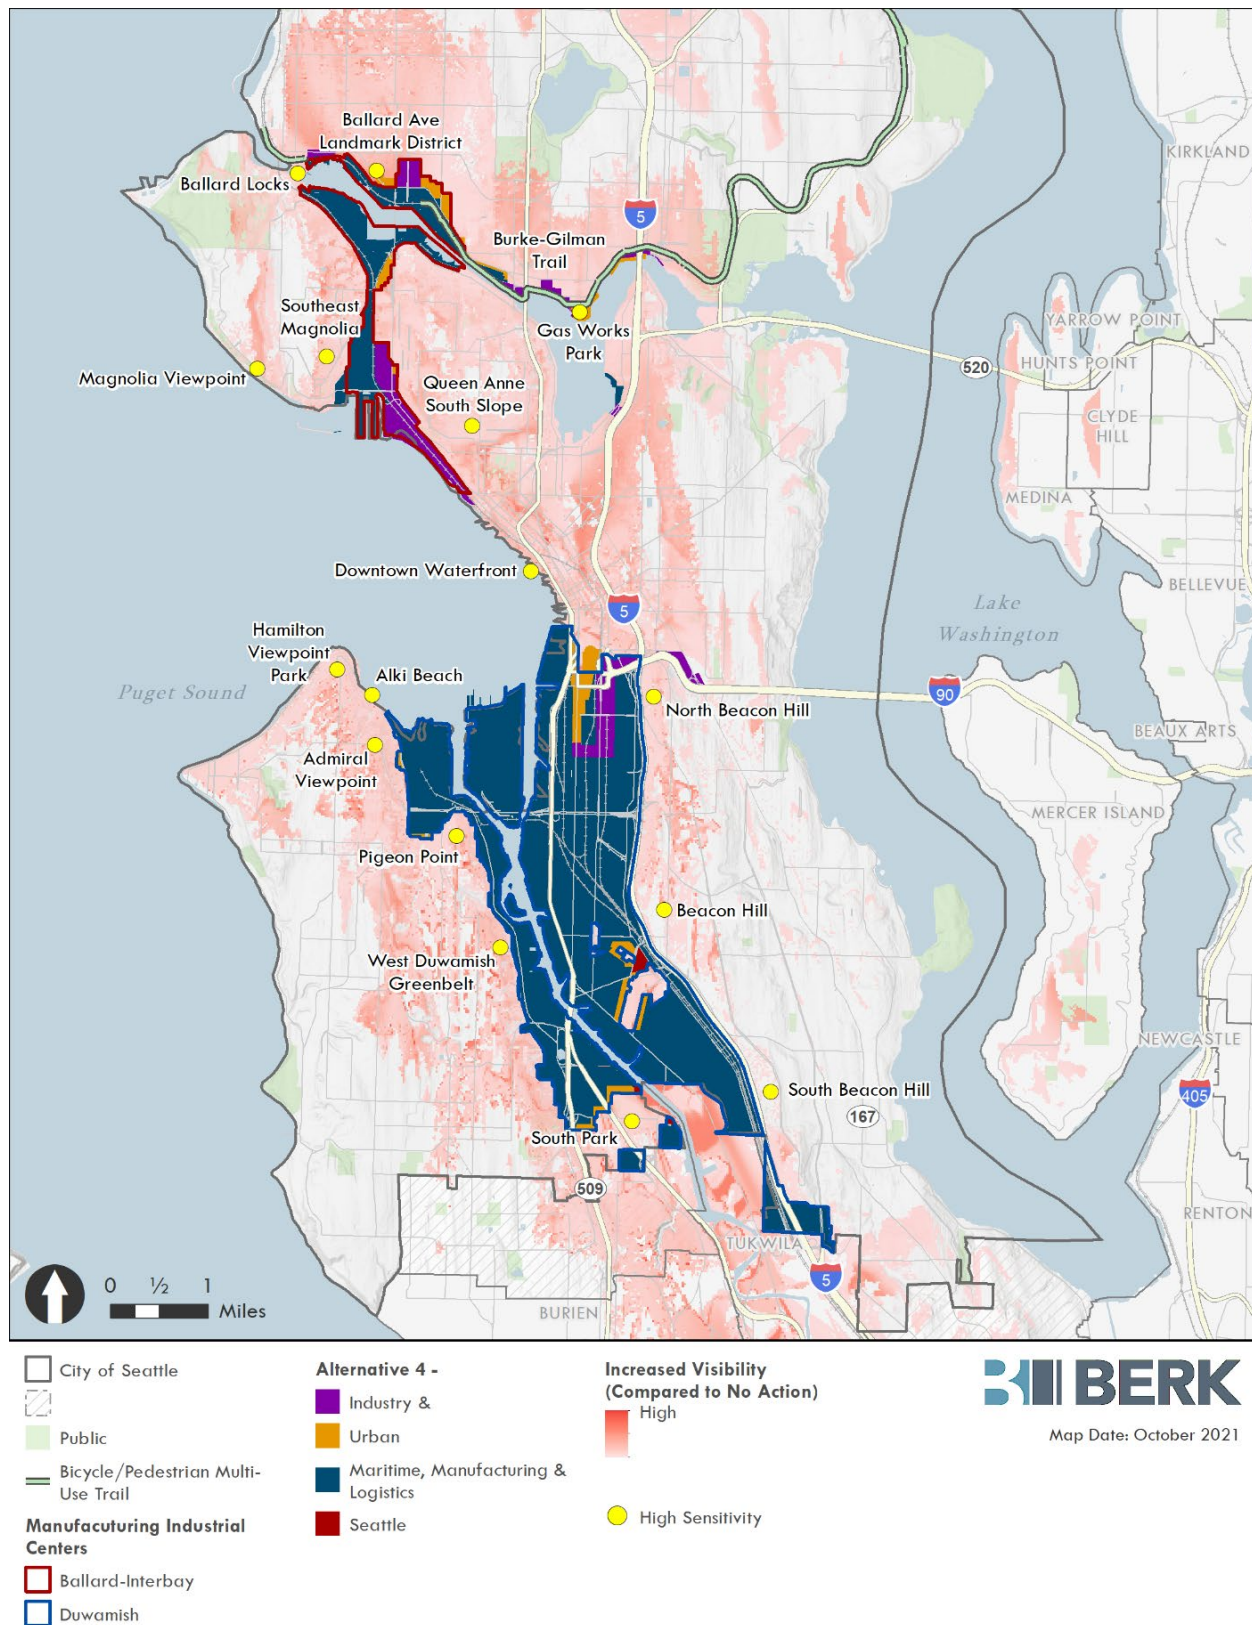 KIRKLAND
Ballard Ave
Landmark District
Ballard Locks
5
Burke-Gilman
Trail
Southeast
Magnolia
Gas Works
Park
YARROW POINT
HUNTS POINT
520
Magnolia Viewpoint
Queen Anne
South Slope
CLYDE
HILL
MEDINA
Downtown Waterfront
BELLEVUE
5
Lake
Washington
Hamilton
Viewpoint
Park
Alki Beach
Puget Sound
North Beacon Hill
90
BEAUX ARTS
Admiral
Viewpoint
MERCER ISLAND
Pigeon Point
Beacon Hill
West Duwamish
Greenbelt
NEWCASTLE
South Beacon Hill
405
167
South Park
509
RENTON
TUKWILA
5
0 ½ 1
Miles
BURIEN
City of Seattle
Public
Bicycle/Pedestrian Multi-
Use Trail
Manufacuturing Industrial
Centers
Ballard-Interbay
Duwamish
Alternative 4 -
Industry &
Urban
Maritime, Manufacturing &
Logistics
Seattle
Increased Visibility
(Compared to No Action)
High
High Sensitivity
BERK
Map Date: October 2021